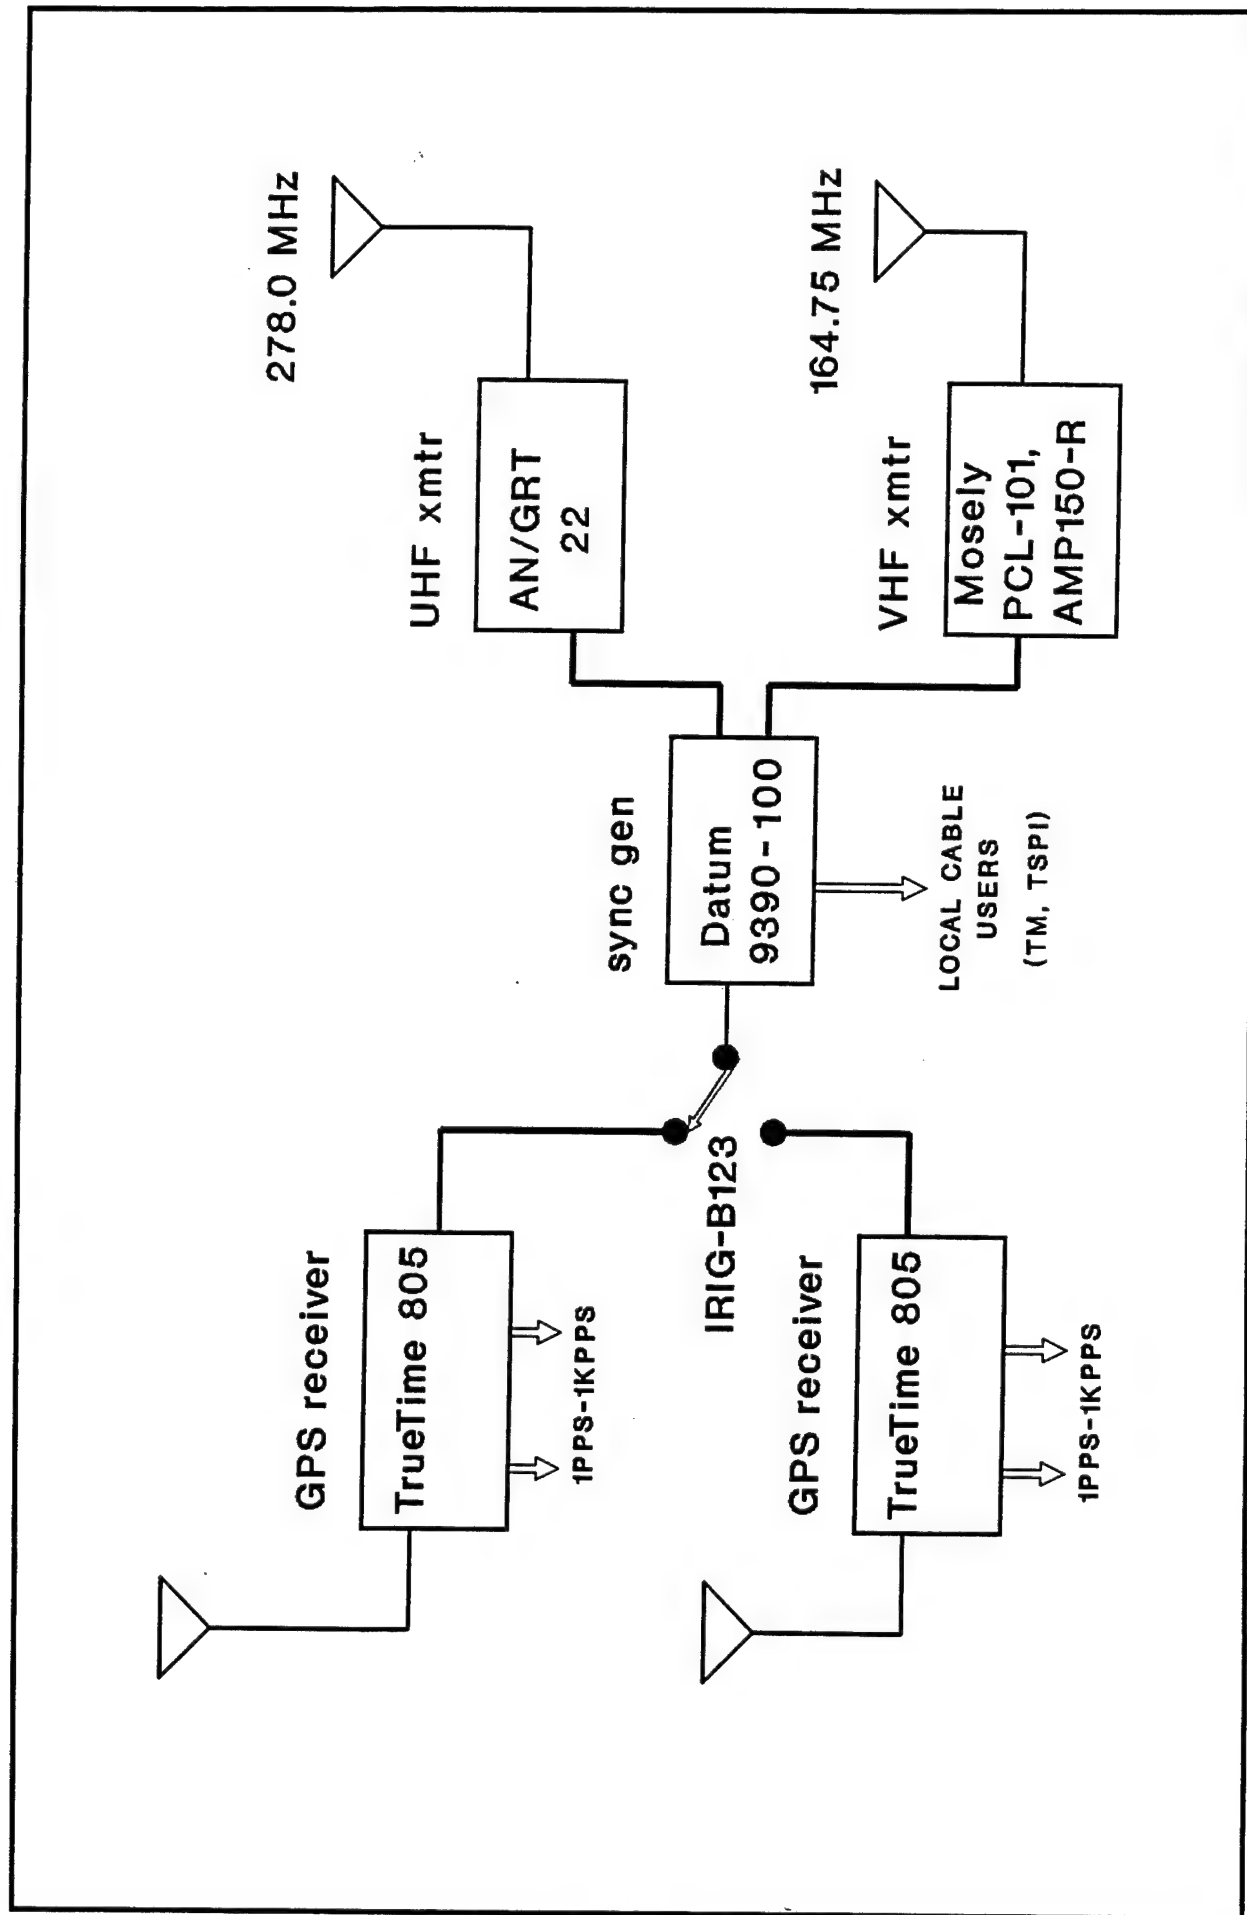 GPS receiver
TrueTime 805
1PPS-1KPPS
GPS receiver
TrueTime 805
1PPS-1KPPS
IRIG-B123
sync gen
Datum
9390-100
LOCAL CABLE
USERS
(TM, TSPI)
UHF xmtr
AN/GRT
22
278.0 MHz
VHF xmtr
Mosely
PCL-101,
AMP150-R
164.75 MHz